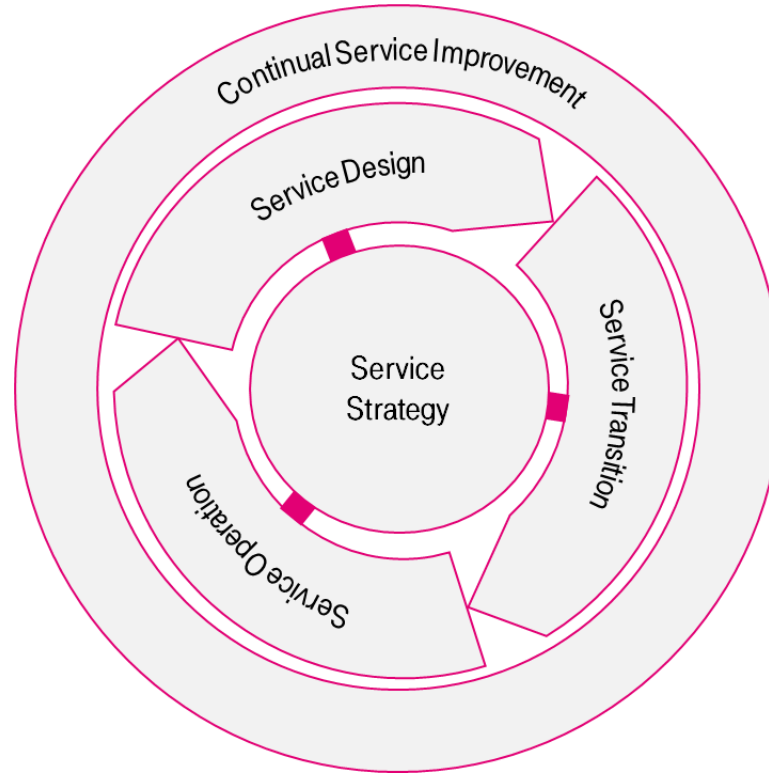 Continual Service Improvement
Service Design
Service Transition
Service
Strategy
Service Operation